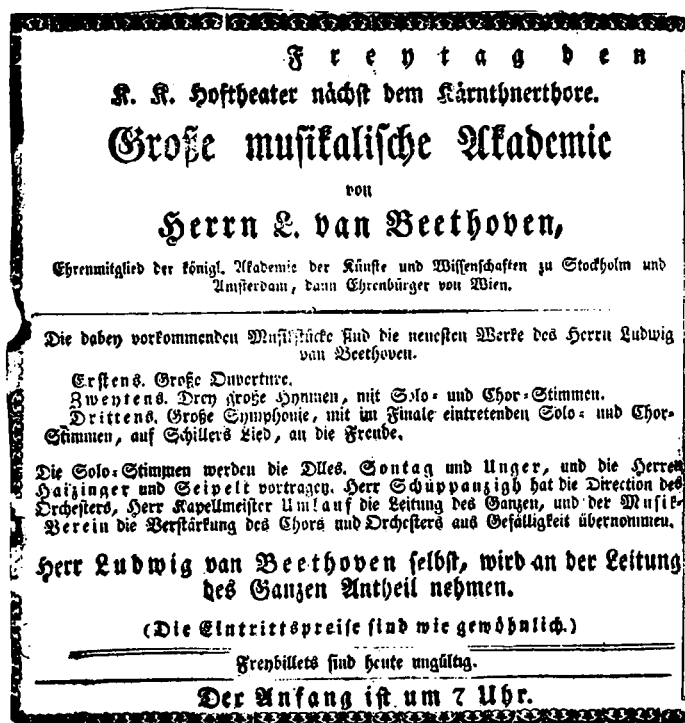 Freytag den
K. K. Hoftheater nächst dem Kärnthnerthore.
Große musikalische Akademie
von
Herrn L. van Beethoven,
Ehrenmitglied der königl. Akademie der Künste und Wissenschaften zu Stockholm und
Amsterdam, dann Ehrenbürger von Wien.
Die dabey vorkommenden Musikstücke sind die neuesten Werke des Herrn Ludwig
van Beethoven.
Erstens. Große Ouverture.
Zweytens. Drey große Hymnen, mit Solo- und Chor-Stimmen.
Drittens. Große Symphonie, mit im Finale eintretenden Solo- und Chor-
Stimmen, auf Schillers Lied, an die Freude.
Die Solo-Stimmen werden die Dlles. Sontag und Unger, und die Herren
Haizinger und Seipelt vortragen. Herr Schuppanzigh hat die Direction des
Orchesters, Herr Kapellmeister Umlauf die Leitung des Ganzen, und der Musik-
Verein die Verstärkung des Chors und Orchesters aus Gefälligkeit übernommen.
Herr Ludwig van Beethoven selbst, wird an der Leitung
des Ganzen Antheil nehmen.
(Die Eintrittspreise sind wie gewöhnlich.)
Freybillets sind heute ungültig.
Der Anfang ist um 7 Uhr.